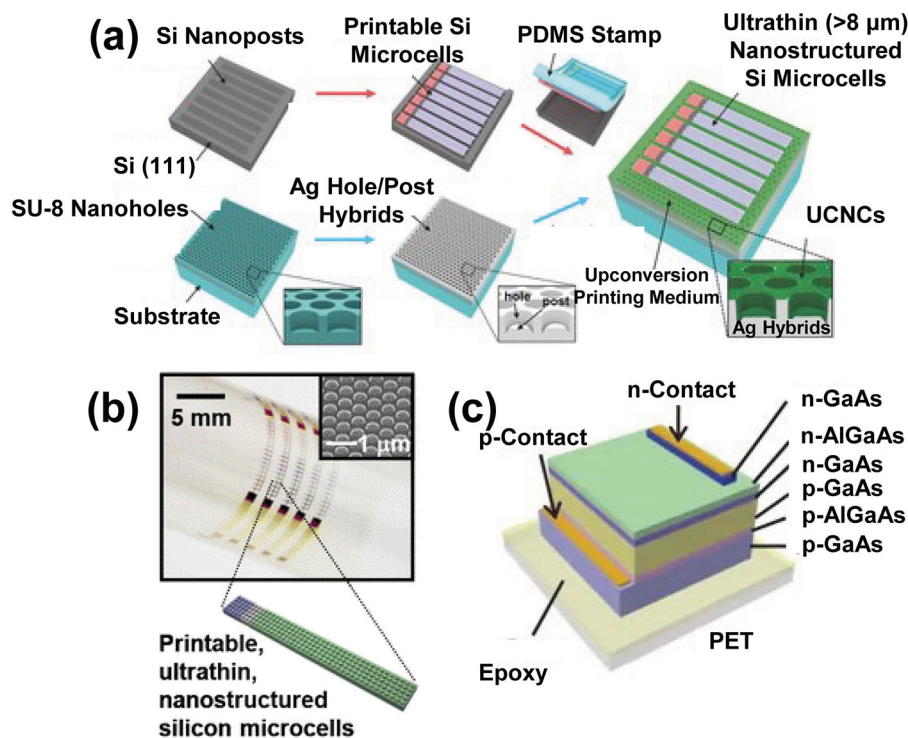 (a)
Si Nanoposts
Printable Si
Microcells
PDMS Stamp
Ultrathin (>8 µm)
Nanostructured
Si Microcells
Si (111)
SU-8 Nanoholes
Ag Hole/Post
Hybrids
UCNCs
Upconversion
Printing Medium
hole
post
Substrate
Ag Hybrids
(b)
5 mm
1 µm
Printable,
ultrathin,
nanostructured
silicon microcells
(c)
n-Contact
p-Contact
n-GaAs
n-AlGaAs
n-GaAs
p-GaAs
p-AlGaAs
p-GaAs
PET
Epoxy